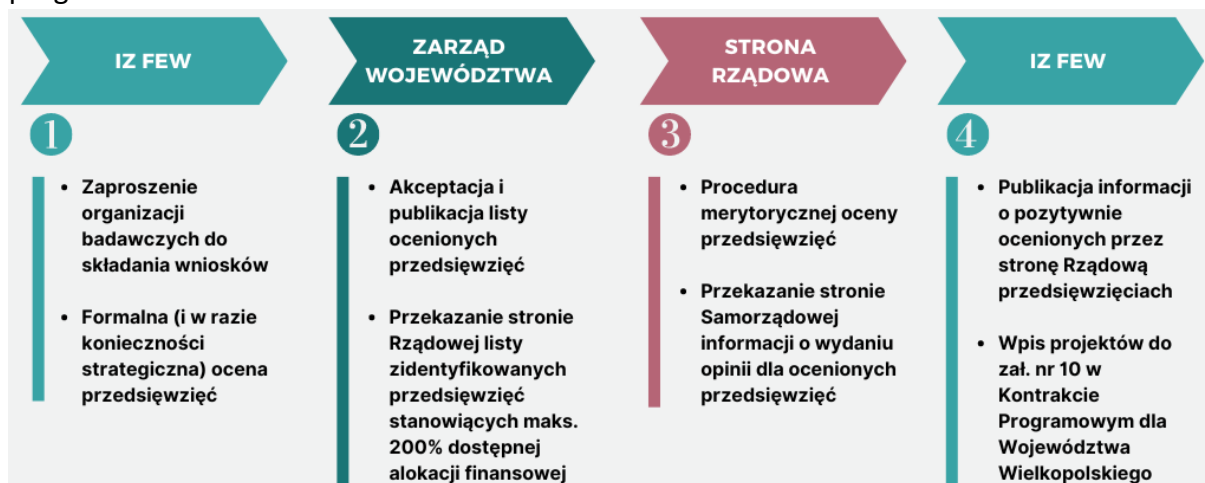 IZ FEW
1
• Zaproszenie
organizacji
badawczych do
składania wniosków
• Formalna (i w razie
konieczności
strategiczna) ocena
przedsięwzięć
ZARZĄD
WOJEWÓDZTWA
2
• Akceptacja i
publikacja listy
ocenionych
przedsięwzięć
• Przekazanie stronie
Rządowej listy
zidentyfikowanych
przedsięwzięć
stanowiących maks.
200% dostępnej
alokacji finansowej
STRONA
RZĄDOWA
3
• Procedura
merytorycznej oceny
przedsięwzięć
• Przekazanie stronie
Samorządowej
informacji o wydaniu
opinii dla ocenionych
przedsięwzięć
IZ FEW
4
• Publikacja informacji
o pozytywnie
ocenionych przez
stronę Rządową
przedsięwzięciach
• Wpis projektów do
zał. nr 10 w
Kontrakcie
Programowym dla
Województwa
Wielkopolskiego